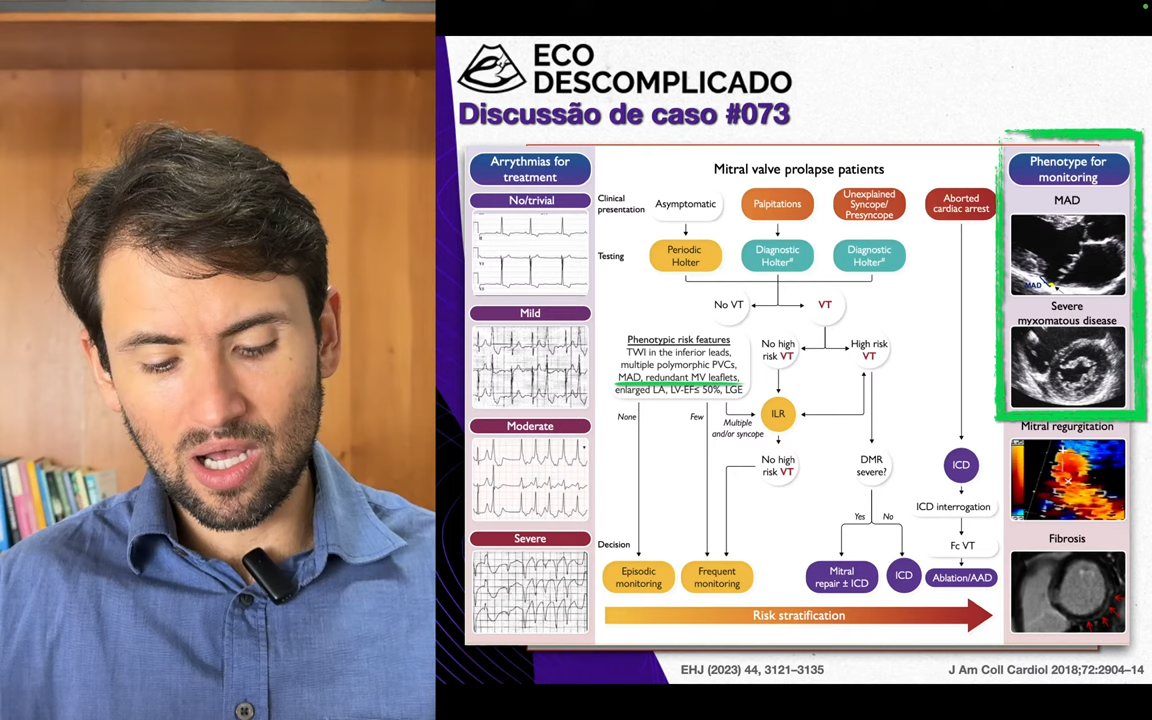 ECO
DESCOMPLICADO
Discussão de caso #073
Arrythmias for
treatment
No/trivial
Mild
Moderate
Severe
Mitral valve prolapse patients
Clinical
presentation
Asymptomatic
Palpitations
Unexplained
Syncope/
Presyncope
Aborted
cardiac arrest
Testing
Periodic
Holter
Diagnostic
Holter#
Diagnostic
Holter#
No VT
VT
Phenotypic risk features
TWI in the inferior leads,
multiple polymorphic PVCs,
MAD, redundant MV leaflets,
enlarged LA, LV-EF≤ 50%, LGE
No high
risk VT
High risk
VT
None
Few
Multiple
and/or syncope
ILR
No high
risk VT
DMR
severe?
Yes
No
ICD
ICD interrogation
Fc VT
Decision
Episodic
monitoring
Frequent
monitoring
Mitral
repair ± ICD
ICD
Ablation/AAD
Risk stratification
Phenotype for
monitoring
MAD
MAD
Severe
myxomatous disease
Mitral regurgitation
Fibrosis
EHJ (2023) 44, 3121–3135
J Am Coll Cardiol 2018;72:2904–14